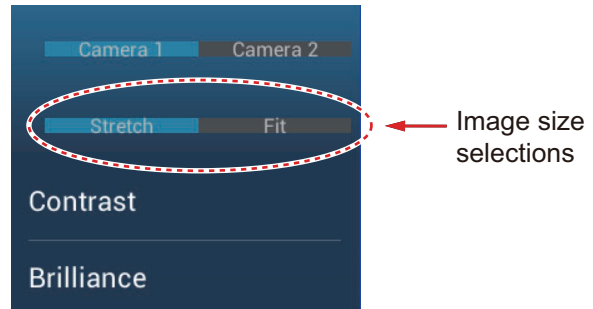 Camera 1 Camera 2
Stretch Fit
Image size
selections
Contrast
Brilliance